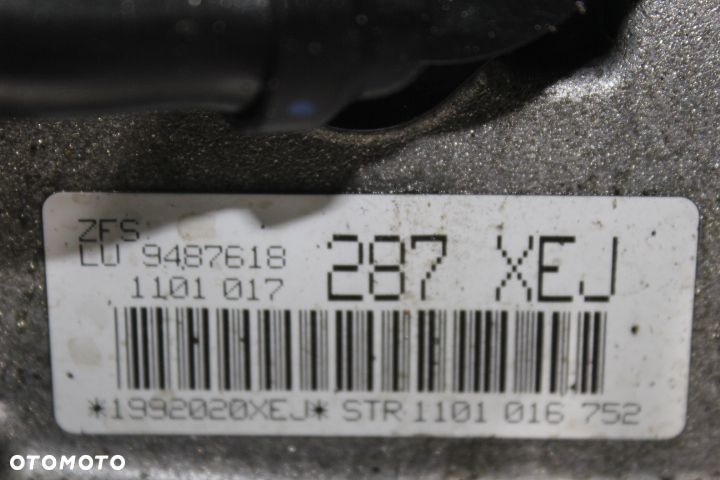 ZFS
LU 9487618
1101 017
287 XEJ
*1992020XEJ* STR 1101 016 752
OTOMOTO